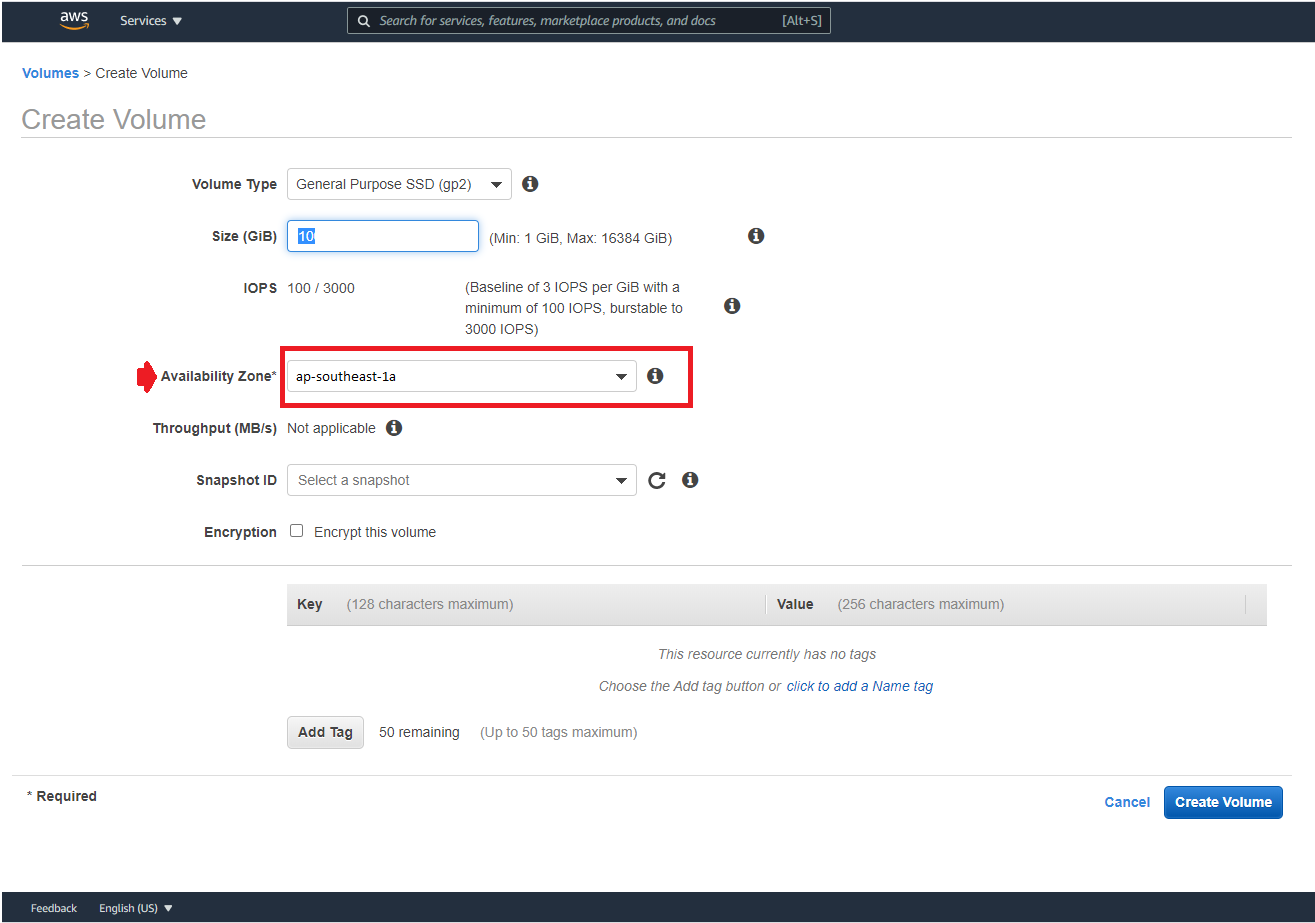 aws Services Search for services, features, marketplace products, and docs [Alt+S]
Volumes > Create Volume
Create Volume
Volume Type General Purpose SSD (gp2)
Size (GiB) 10 (Min: 1 GiB, Max: 16384 GiB)
IOPS 100 / 3000 (Baseline of 3 IOPS per GiB with a
minimum of 100 IOPS, burstable to
3000 IOPS)
Availability Zone* ap-southeast-1a
Throughput (MB/s) Not applicable
Snapshot ID Select a snapshot
Encryption Encrypt this volume
Key (128 characters maximum) Value (256 characters maximum)
This resource currently has no tags
Choose the Add tag button or click to add a Name tag
Add Tag 50 remaining (Up to 50 tags maximum)
* Required
Cancel Create Volume
Feedback English (US)